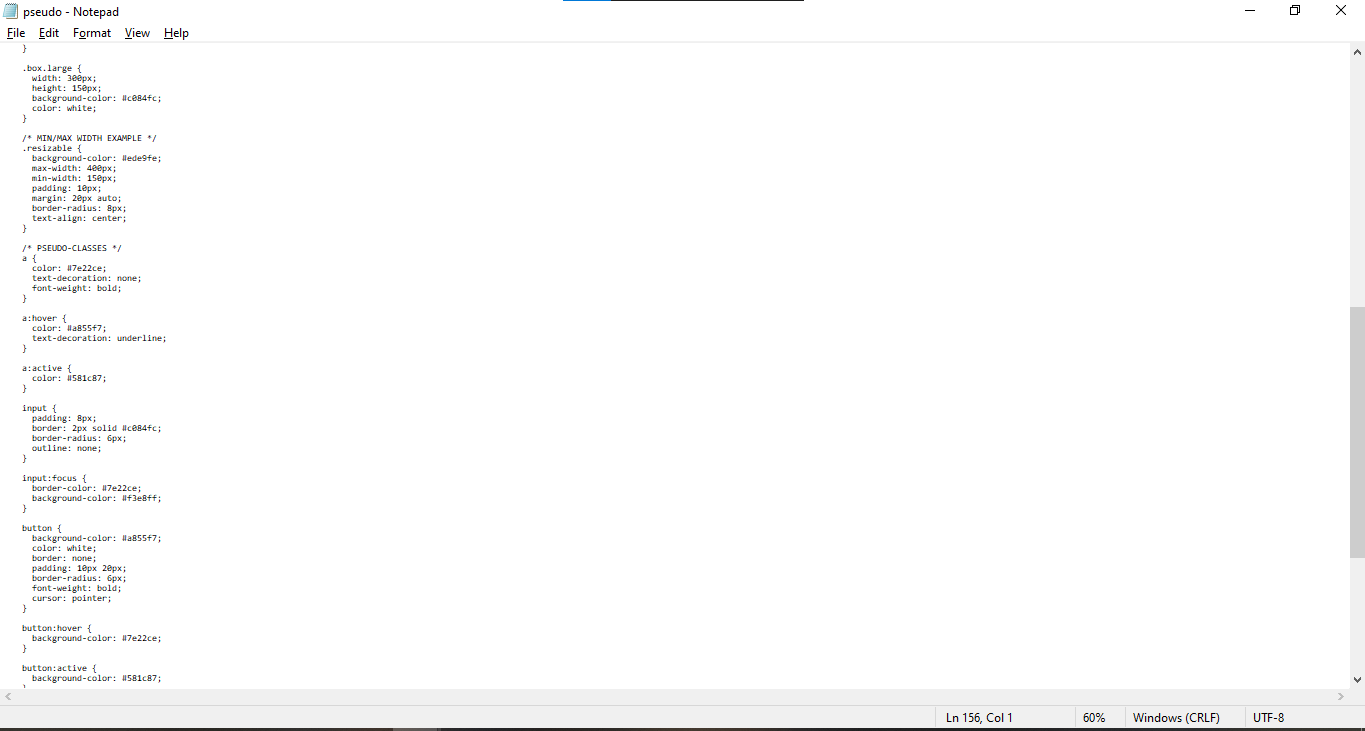 pseudo - Notepad
File Edit Format View Help
}
.box.large {
width: 300px;
height: 150px;
background-color: #c084fc;
color: white;
}
/* MIN/MAX WIDTH EXAMPLE */
.resizable {
background-color: #ede9fe;
max-width: 400px;
min-width: 150px;
padding: 10px;
margin: 20px auto;
border-radius: 8px;
text-align: center;
}
/* PSEUDO-CLASSES */
a {
color: #7e22ce;
text-decoration: none;
font-weight: bold;
}
a:hover {
color: #a855f7;
text-decoration: underline;
}
a:active {
color: #581c87;
}
input {
padding: 8px;
border: 2px solid #c084fc;
border-radius: 6px;
outline: none;
}
input:focus {
border-color: #7e22ce;
background-color: #f3e8ff;
}
button {
background-color: #a855f7;
color: white;
border: none;
padding: 10px 20px;
border-radius: 6px;
font-weight: bold;
cursor: pointer;
}
button:hover {
background-color: #7e22ce;
}
button:active {
background-color: #581c87;
}
Ln 156, Col 1 60% Windows (CRLF) UTF-8